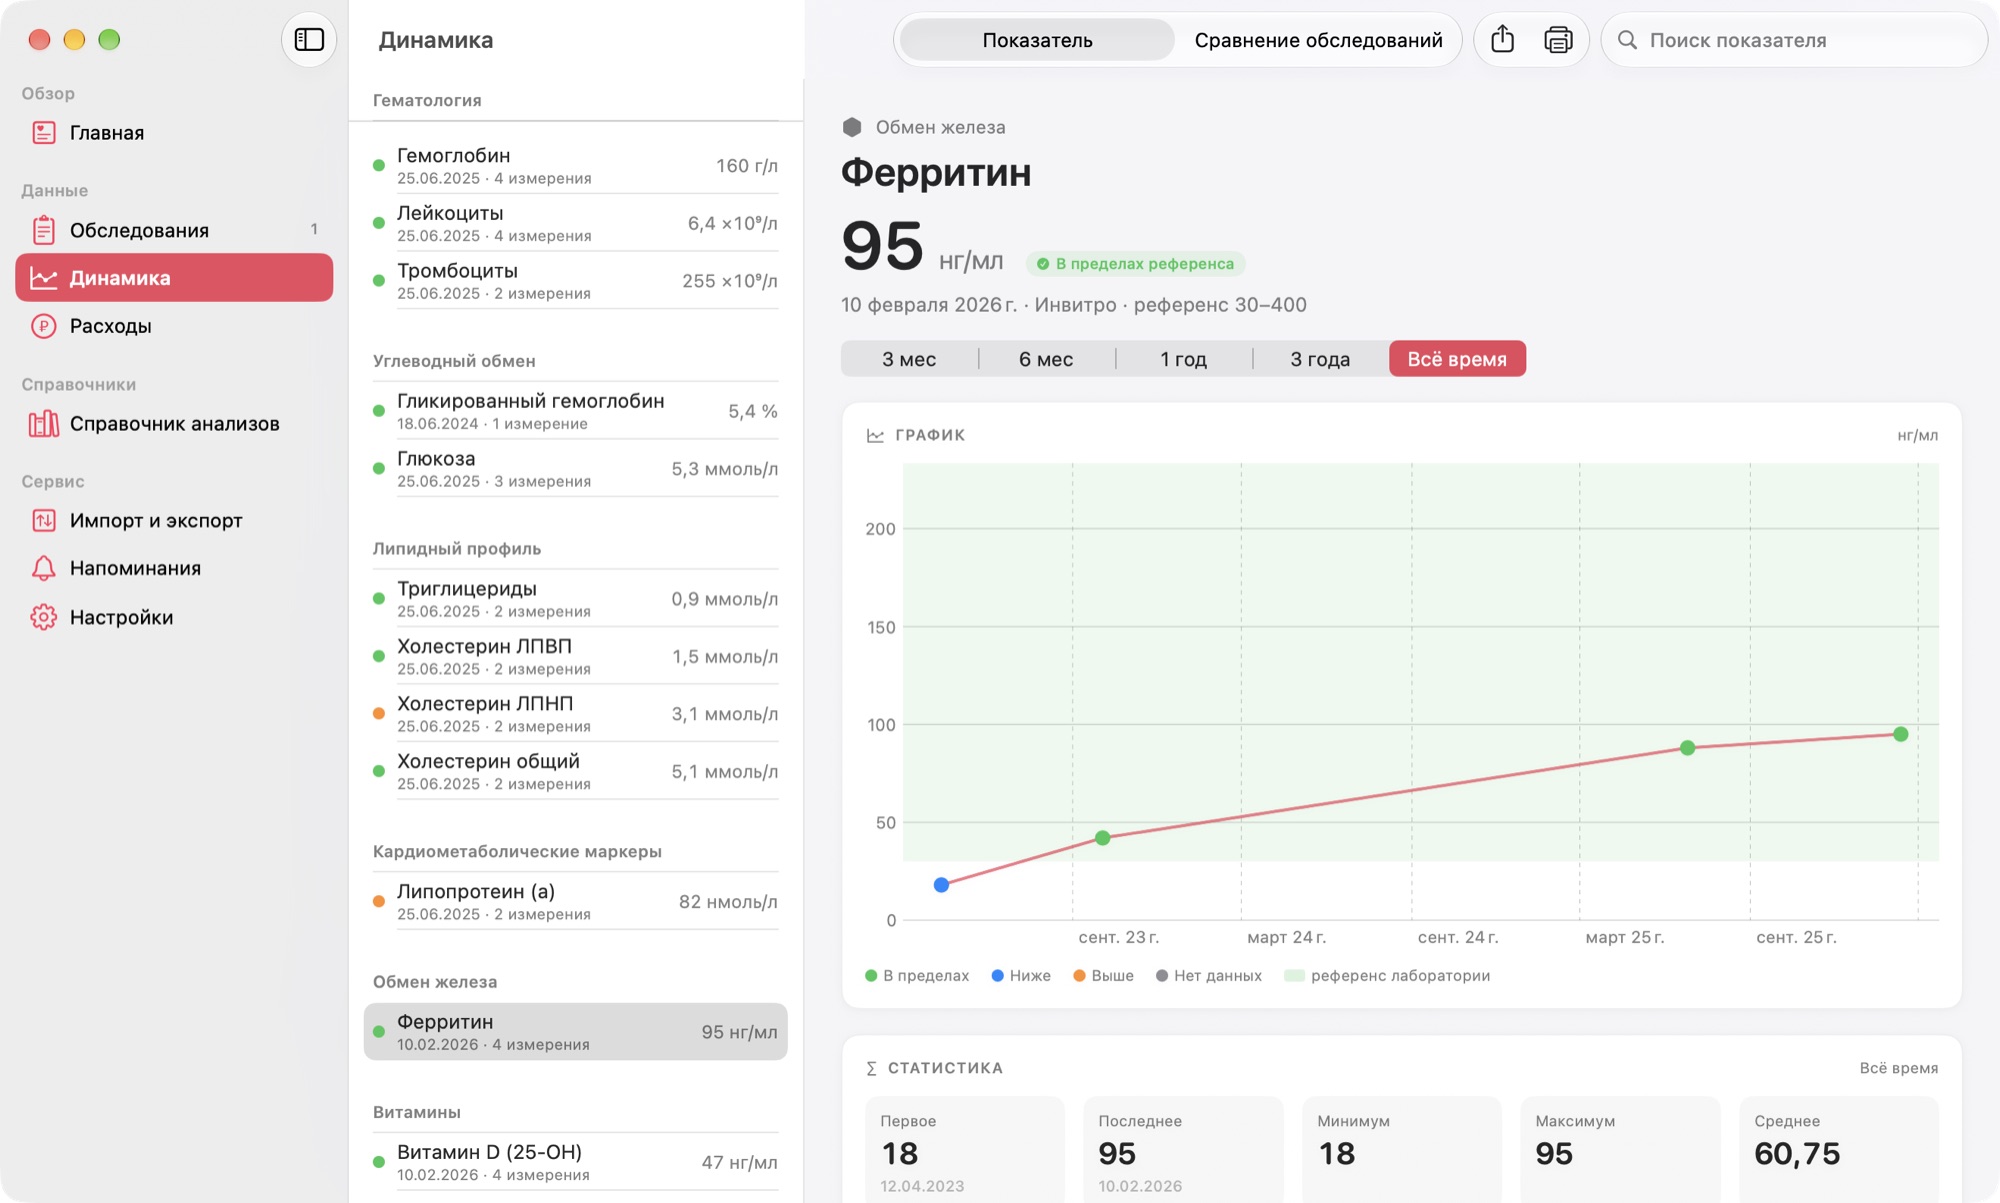 Обзор
Главная
Данные
Обследования 1
Динамика
Расходы
Справочники
Справочник анализов
Сервис
Импорт и экспорт
Напоминания
Настройки
Динамика
Гематология
Гемоглобин 160 г/л
25.06.2025 · 4 измерения
Лейкоциты 6,4 ×10⁹/л
25.06.2025 · 4 измерения
Тромбоциты 255 ×10⁹/л
25.06.2025 · 2 измерения
Углеводный обмен
Гликированный гемоглобин 5,4 %
18.06.2024 · 1 измерение
Глюкоза 5,3 ммоль/л
25.06.2025 · 3 измерения
Липидный профиль
Триглицериды 0,9 ммоль/л
25.06.2025 · 2 измерения
Холестерин ЛПВП 1,5 ммоль/л
25.06.2025 · 2 измерения
Холестерин ЛПНП 3,1 ммоль/л
25.06.2025 · 2 измерения
Холестерин общий 5,1 ммоль/л
25.06.2025 · 2 измерения
Кардиометаболические маркеры
Липопротеин (а) 82 нмоль/л
25.06.2025 · 2 измерения
Обмен железа
Ферритин 95 нг/мл
10.02.2026 · 4 измерения
Витамины
Витамин D (25-OH) 47 нг/мл
10.02.2026 · 4 измерения
Показатель Сравнение обследований Поиск показателя
Обмен железа
Ферритин
95 нг/мл В пределах референса
10 февраля 2026 г. · Инвитро · референс 30–400
3 мес 6 мес 1 год 3 года Всё время
ГРАФИК нг/мл
200
150
100
50
0
сент. 23 г. март 24 г. сент. 24 г. март 25 г. сент. 25 г.
В пределах Ниже Выше Нет данных референс лаборатории
Σ СТАТИСТИКА Всё время
Первое Последнее Минимум Максимум Среднее
18 95 18 95 60,75
12.04.2023 10.02.2026